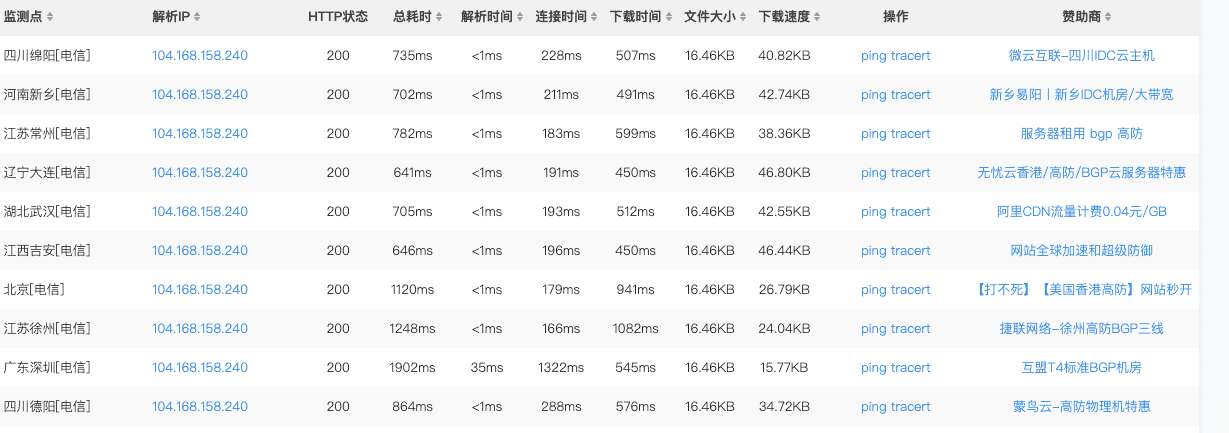 监测点 解析IP HTTP状态 总耗时 解析时间 连接时间 下载时间 文件大小 下载速度 操作 赞助商
四川绵阳[电信] 104.168.158.240 200 735ms <1ms 228ms 507ms 16.46KB 40.82KB ping tracert 微云互联-四川IDC云主机
河南新乡[电信] 104.168.158.240 200 702ms <1ms 211ms 491ms 16.46KB 42.74KB ping tracert 新乡易阳丨新乡IDC机房/大带宽
江苏常州[电信] 104.168.158.240 200 782ms <1ms 183ms 599ms 16.46KB 38.36KB ping tracert 服务器租用 bgp 高防
辽宁大连[电信] 104.168.158.240 200 641ms <1ms 191ms 450ms 16.46KB 46.80KB ping tracert 无忧云香港/高防/BGP云服务器特惠
湖北武汉[电信] 104.168.158.240 200 705ms <1ms 193ms 512ms 16.46KB 42.55KB ping tracert 阿里CDN流量计费0.04元/GB
江西吉安[电信] 104.168.158.240 200 646ms <1ms 196ms 450ms 16.46KB 46.44KB ping tracert 网站全球加速和超级防御
北京[电信] 104.168.158.240 200 1120ms <1ms 179ms 941ms 16.46KB 26.79KB ping tracert 【打不死】【美国香港高防】网站秒开
江苏徐州[电信] 104.168.158.240 200 1248ms <1ms 166ms 1082ms 16.46KB 24.04KB ping tracert 捷联网络-徐州高防BGP三线
广东深圳[电信] 104.168.158.240 200 1902ms 35ms 1322ms 545ms 16.46KB 15.77KB ping tracert 互盟T4标准BGP机房
四川德阳[电信] 104.168.158.240 200 864ms <1ms 288ms 576ms 16.46KB 34.72KB ping tracert 蒙鸟云-高防物理机特惠